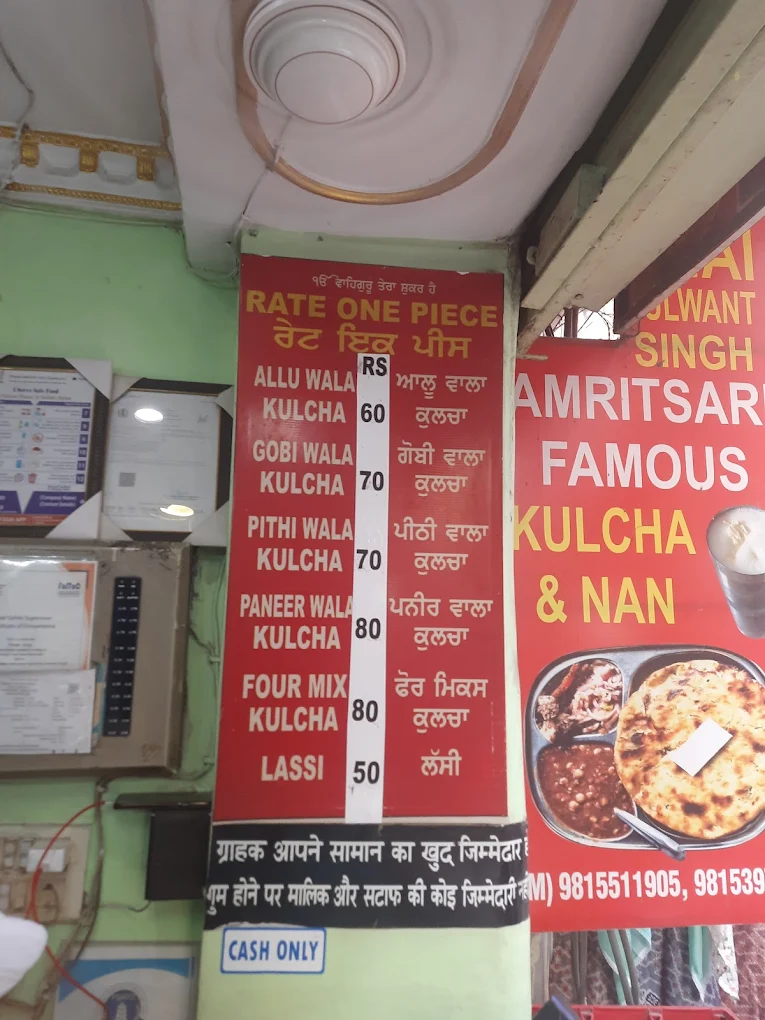 ੴ ਵਾਹਿਗੁਰੂ ਤੇਰਾ ਸ਼ੁਕਰ ਹੈ
RATE ONE PIECE
ਰੇਟ ਇਕ ਪੀਸ
RS
ALLU WALA ਆਲੂ ਵਾਲਾ
KULCHA 60 ਕੁਲਚਾ
GOBI WALA ਗੋਬੀ ਵਾਲਾ
KULCHA 70 ਕੁਲਚਾ
PITHI WALA ਪੀਠੀ ਵਾਲਾ
KULCHA 70 ਕੁਲਚਾ
PANEER WALA ਪਨੀਰ ਵਾਲਾ
KULCHA 80 ਕੁਲਚਾ
FOUR MIX ਫੋਰ ਮਿਕਸ
KULCHA 80 ਕੁਲਚਾ
LASSI 50 ਲੱਸੀ
ग्राहक आपने सामान का खुद जिम्मेदार
गुम होने पर मालिक और सटाफ की कोई जिम्मेदारी
CASH ONLY
SINGH
AMRITSARI
FAMOUS
KULCHA
& NAN
M) 9815511905, 981539